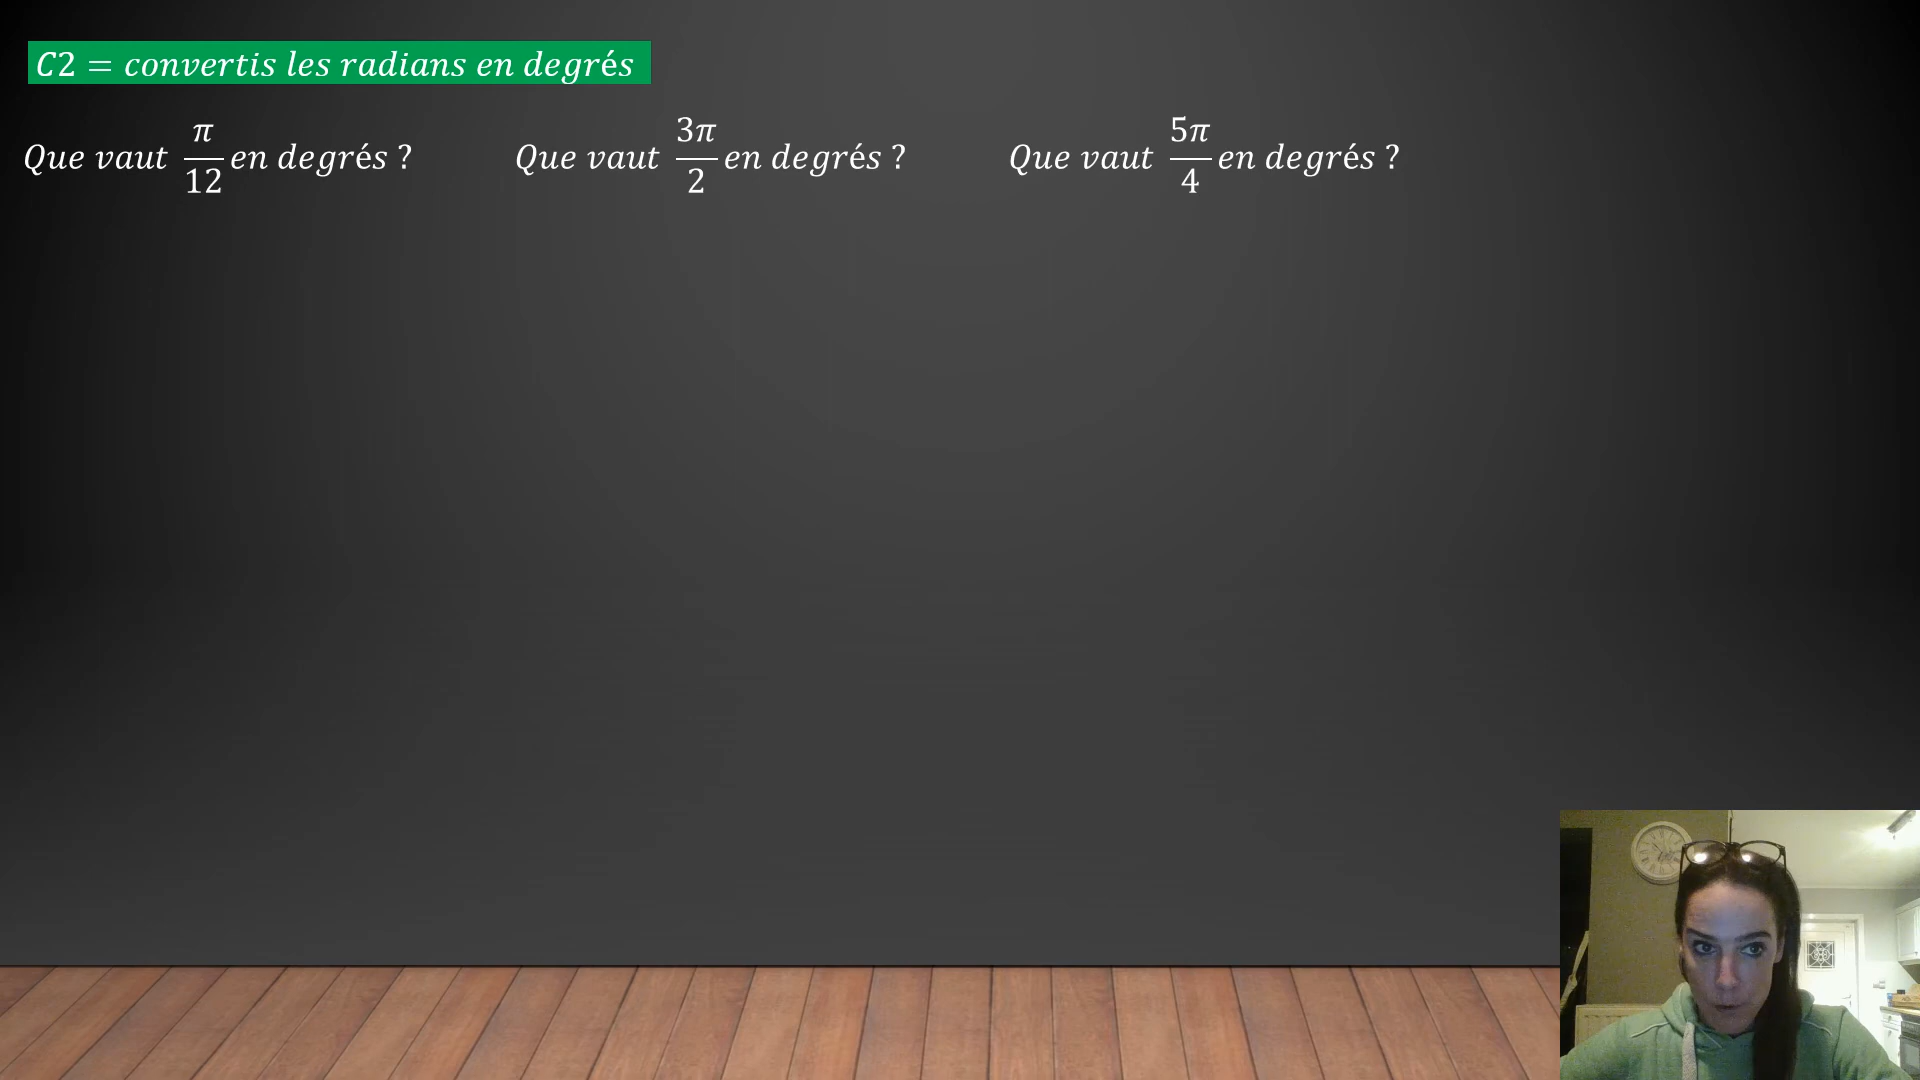 C2 = convertis les radians en degrés
Que vaut π/12 en degrés ?
Que vaut 3π/2 en degrés ?
Que vaut 5π/4 en degrés ?